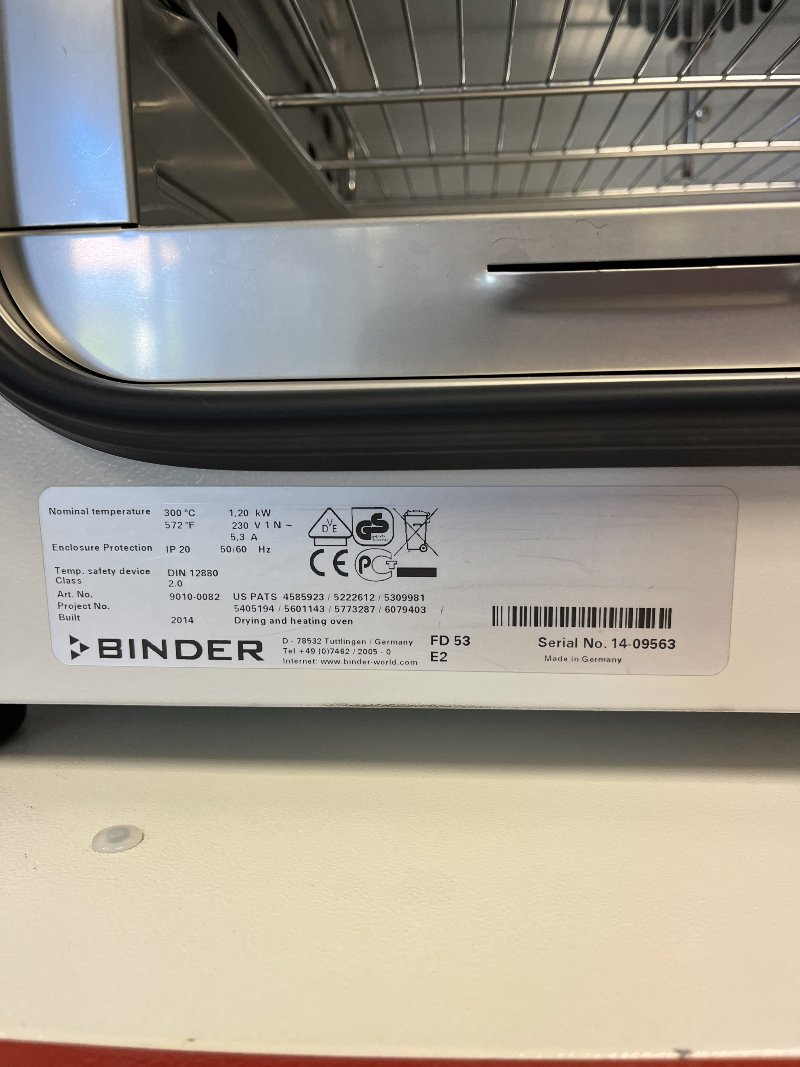 Nominal temperature 300 °C 1,20 kW
572 °F 230 V 1 N ~
5,3 A
Enclosure Protection IP 20 50/60 Hz
VDE
GS
CE PCT
Temp. safety device DIN 12880
Class 2.0
Art. No. 9010-0082 US PATS 4585923 / 5222612 / 5309981
Project No. 5405194 / 5601143 / 5773287 / 6079403 /
Built 2014 Drying and heating oven
BINDER
D - 78532 Tuttlingen / Germany
Tel +49 (0)7462 / 2005 - 0
Internet: www.binder-world.com
FD 53
E2
Serial No. 14-09563
Made in Germany